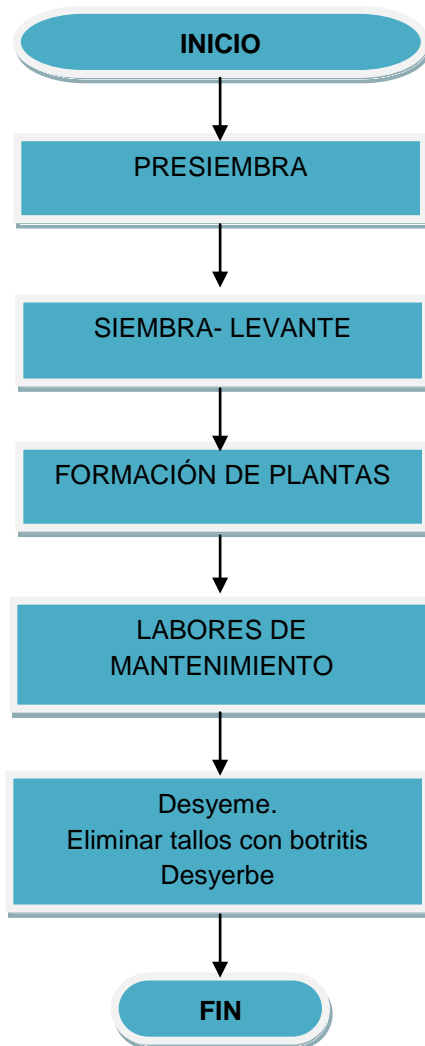 INICIO
PRESIEMBRA
SIEMBRA- LEVANTE
FORMACIÓN DE PLANTAS
LABORES DE
MANTENIMIENTO
Desyeme.
Eliminar tallos con botritis
Desyerbe
FIN